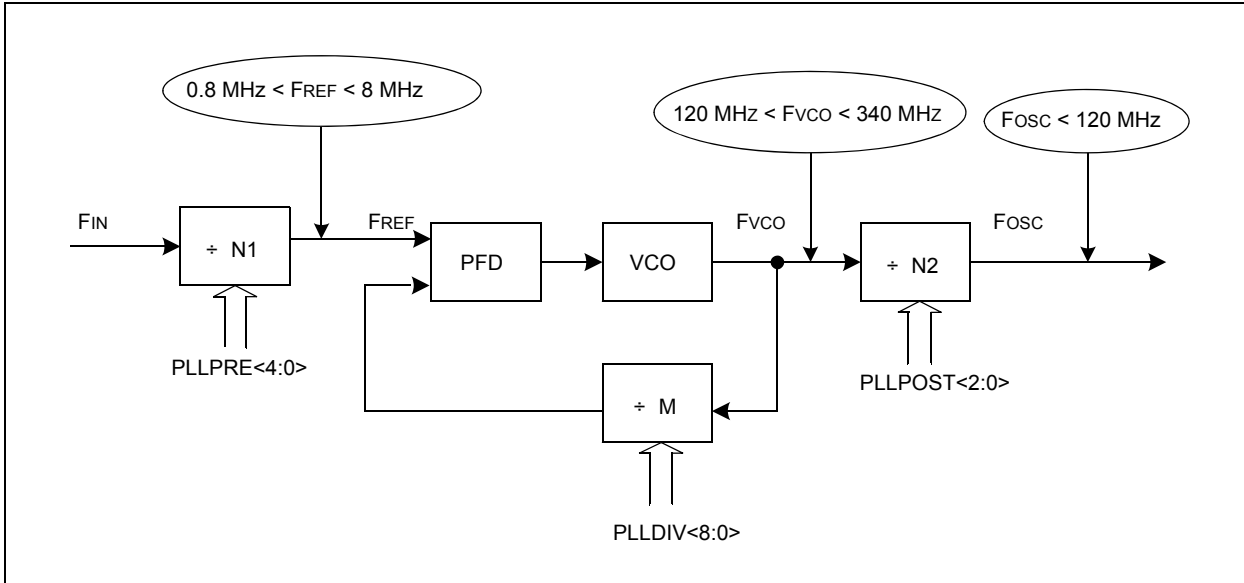 0.8 MHz < FREF < 8 MHz
120 MHZ < FVCO < 340 MHZ
FOSC < 120 MHz
FIN
÷ N1
FREF
PFD
VCO
FVCO
÷ N2
FOSC
PLLPRE<4:0>
÷ M
PLLPOST<2:0>
PLLDIV<8:0>